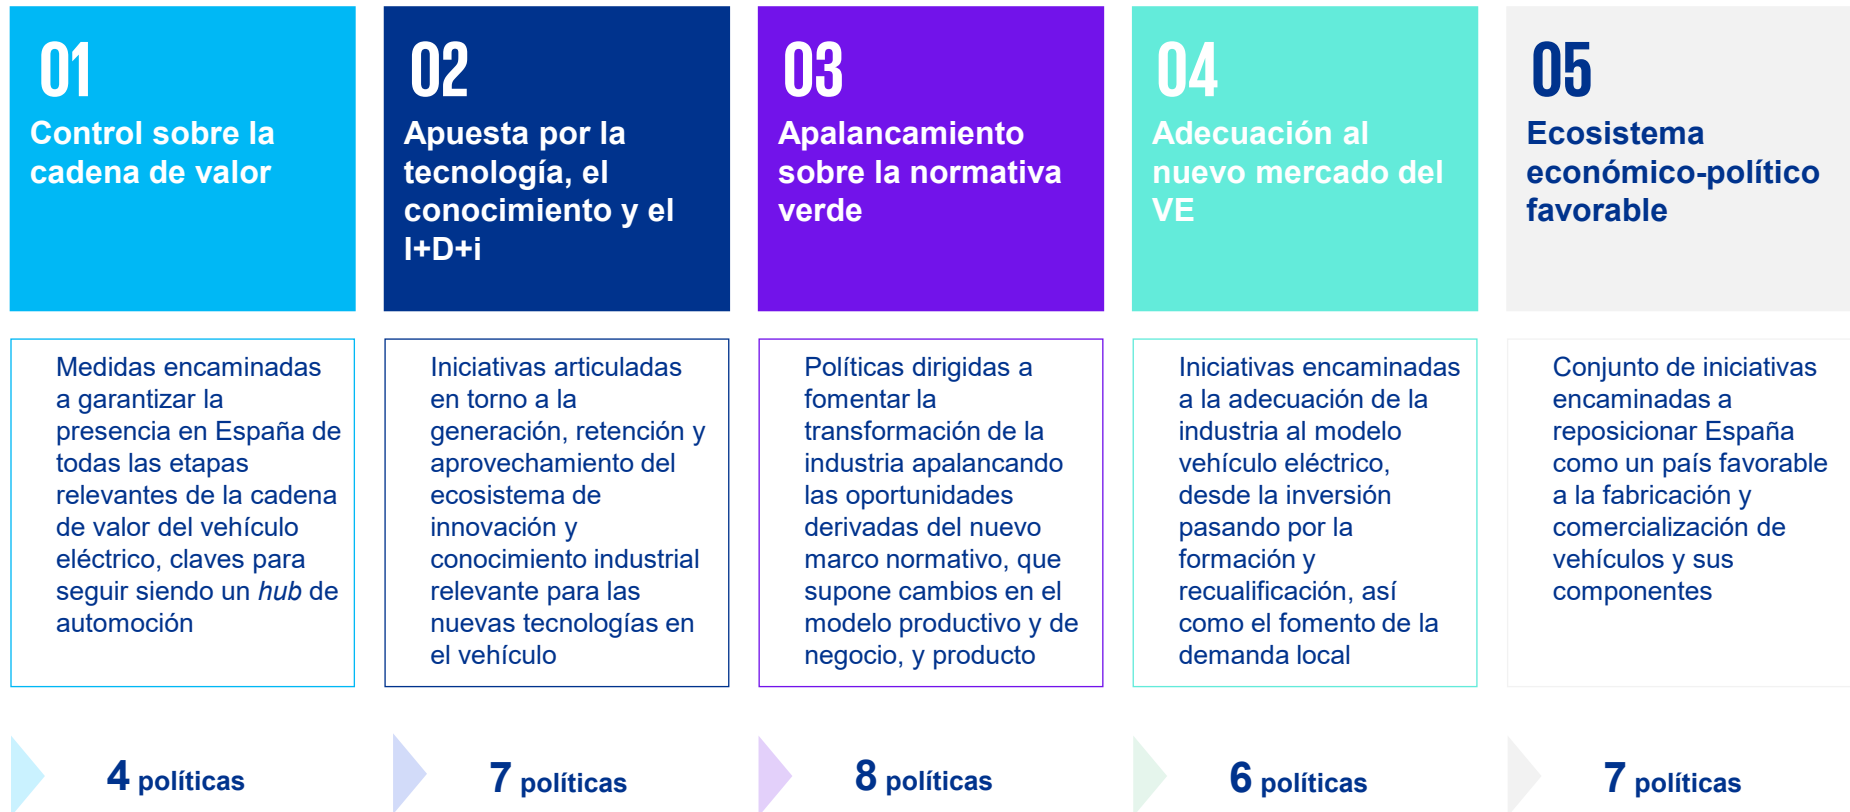 01
Control sobre la
cadena de valor
02
Apuesta por la
tecnología, el
conocimiento y el
I+D+i
03
Apalancamiento
sobre la normativa
verde
04
Adecuación al
nuevo mercado del
VE
05
Ecosistema
económico-político
favorable
Medidas encaminadas
a garantizar la
presencia en España de
todas las etapas
relevantes de la cadena
de valor del vehículo
eléctrico, claves para
seguir siendo un hub de
automoción
Iniciativas articuladas
en torno a la
generación, retención y
aprovechamiento del
ecosistema de
innovación y
conocimiento industrial
relevante para las
nuevas tecnologías en
el vehículo
Políticas dirigidas a
fomentar la
transformación de la
industria apalancando
las oportunidades
derivadas del nuevo
marco normativo, que
supone cambios en el
modelo productivo y de
negocio, y producto
Iniciativas encaminadas
a la adecuación de la
industria al modelo
vehículo eléctrico,
desde la inversión
pasando por la
formación y
recualificación, así
como el fomento de la
demanda local
Conjunto de iniciativas
encaminadas a
reposicionar España
como un país favorable
a la fabricación y
comercialización de
vehículos y sus
componentes
4 políticas
7 políticas
8 políticas
6 políticas
7 políticas